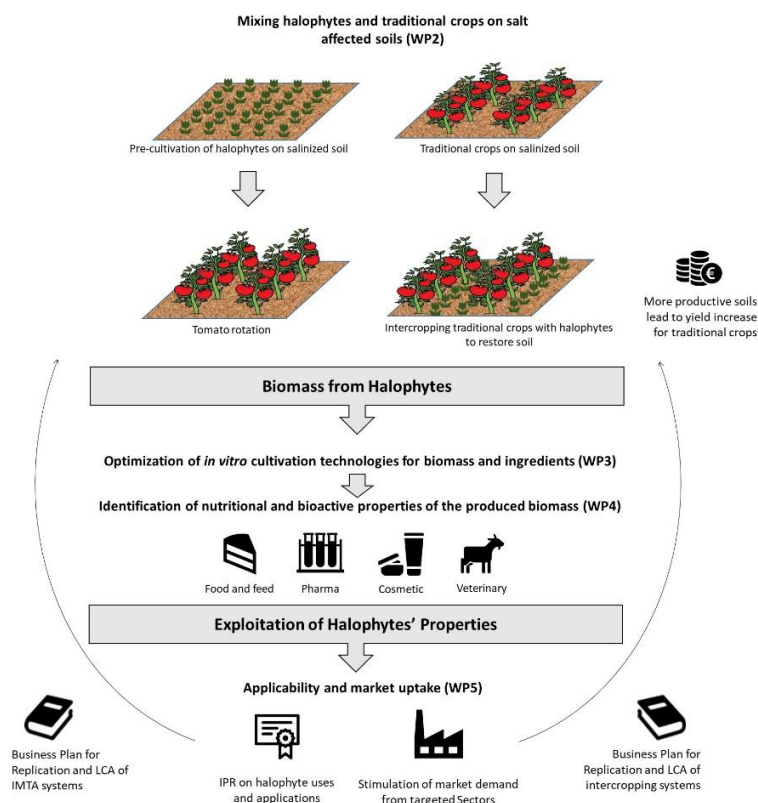 Mixing halophytes and traditional crops on salt
affected soils (WP2)
Pre-cultivation of halophytes on salinized soil
Traditional crops on salinized soil
Tomato rotation
Intercropping traditional crops with halophytes
to restore soil
More productive soils
lead to yield increase
for traditional crops
Biomass from Halophytes
Optimization of in vitro cultivation technologies for biomass and ingredients (WP3)
Identification of nutritional and bioactive properties of the produced biomass (WP4)
Food and feed
Pharma
Cosmetic
Veterinary
Exploitation of Halophytes' Properties
Applicability and market uptake (WP5)
Business Plan for
Replication and LCA of
IMTA systems
IPR on halophyte uses
and applications
Stimulation of market demand
from targeted Sectors
Business Plan for
Replication and LCA of
intercropping systems